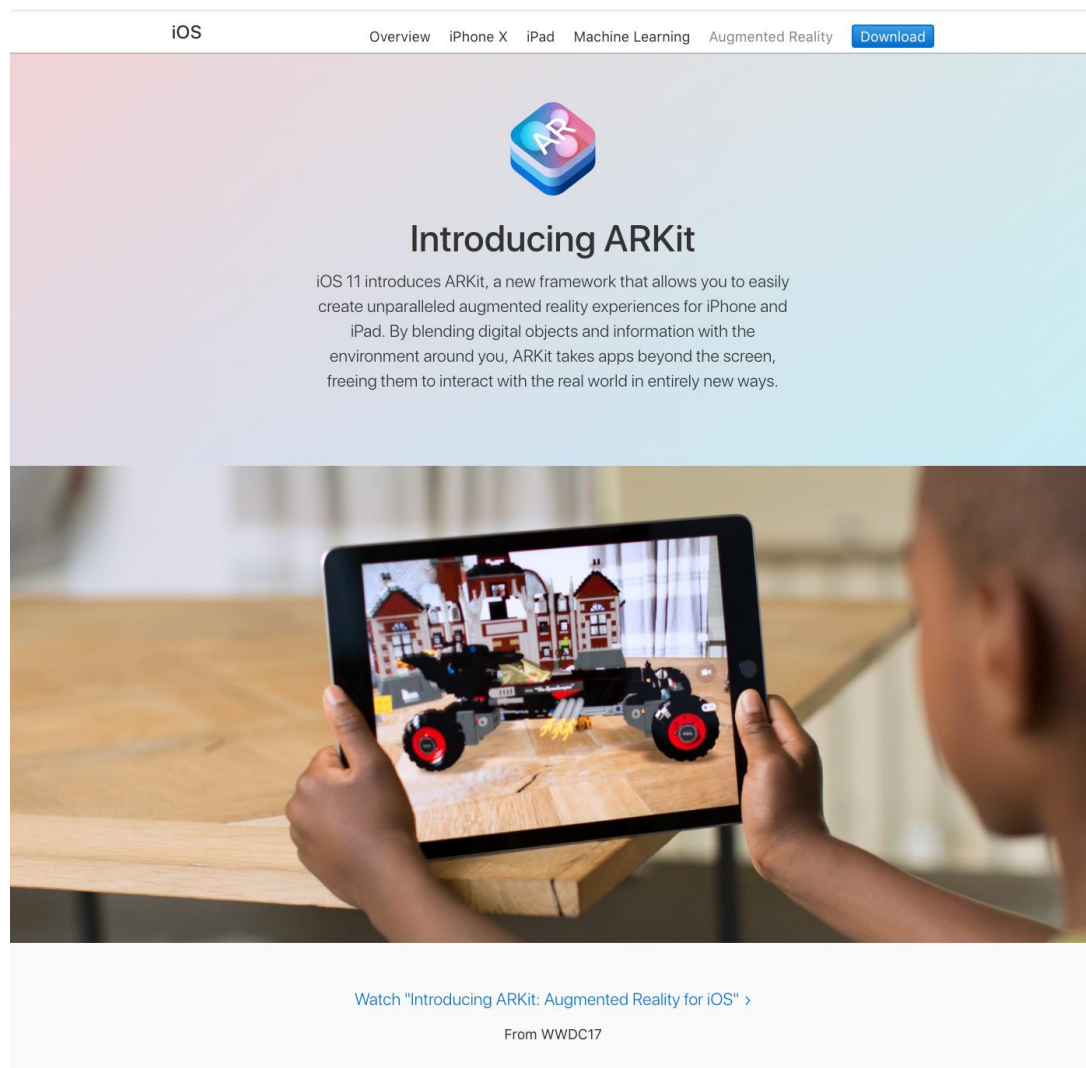 iOS
Overview iPhone X iPad Machine Learning Augmented Reality Download
AR
Introducing ARKit
iOS 11 introduces ARKit, a new framework that allows you to easily
create unparalleled augmented reality experiences for iPhone and
iPad. By blending digital objects and information with the
environment around you, ARKit takes apps beyond the screen,
freeing them to interact with the real world in entirely new ways.
Watch "Introducing ARKit: Augmented Reality for iOS" ›
From WWDC17